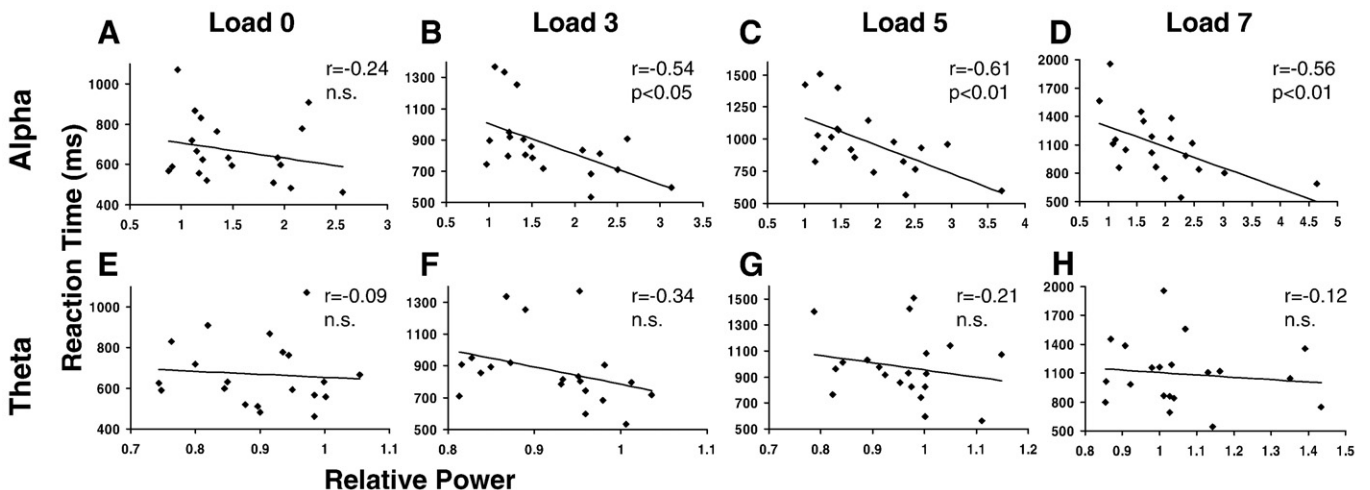 Load 0
Load 3
Load 5
Load 7
Alpha
Theta
Reaction Time (ms)
Relative Power
A
r=-0.24
n.s.
1000
800
600
400
0.5 1 1.5 2 2.5 3
B
r=-0.54
p<0.05
1300
1100
900
700
500
0.5 1 1.5 2 2.5 3 3.5
C
r=-0.61
p<0.01
1500
1250
1000
750
500
0.5 1 1.5 2 2.5 3 3.5 4
D
r=-0.56
p<0.01
2000
1700
1400
1100
800
500
0.5 1 1.5 2 2.5 3 3.5 4 4.5 5
E
r=-0.09
n.s.
1000
800
600
400
0.7 0.8 0.9 1 1.1
F
r=-0.34
n.s.
1300
1100
900
700
500
0.8 0.9 1 1.1
G
r=-0.21
n.s.
1500
1300
1100
900
700
500
0.7 0.8 0.9 1 1.1 1.2
H
r=-0.12
n.s.
2000
1700
1400
1100
800
500
0.8 0.9 1 1.1 1.2 1.3 1.4 1.5